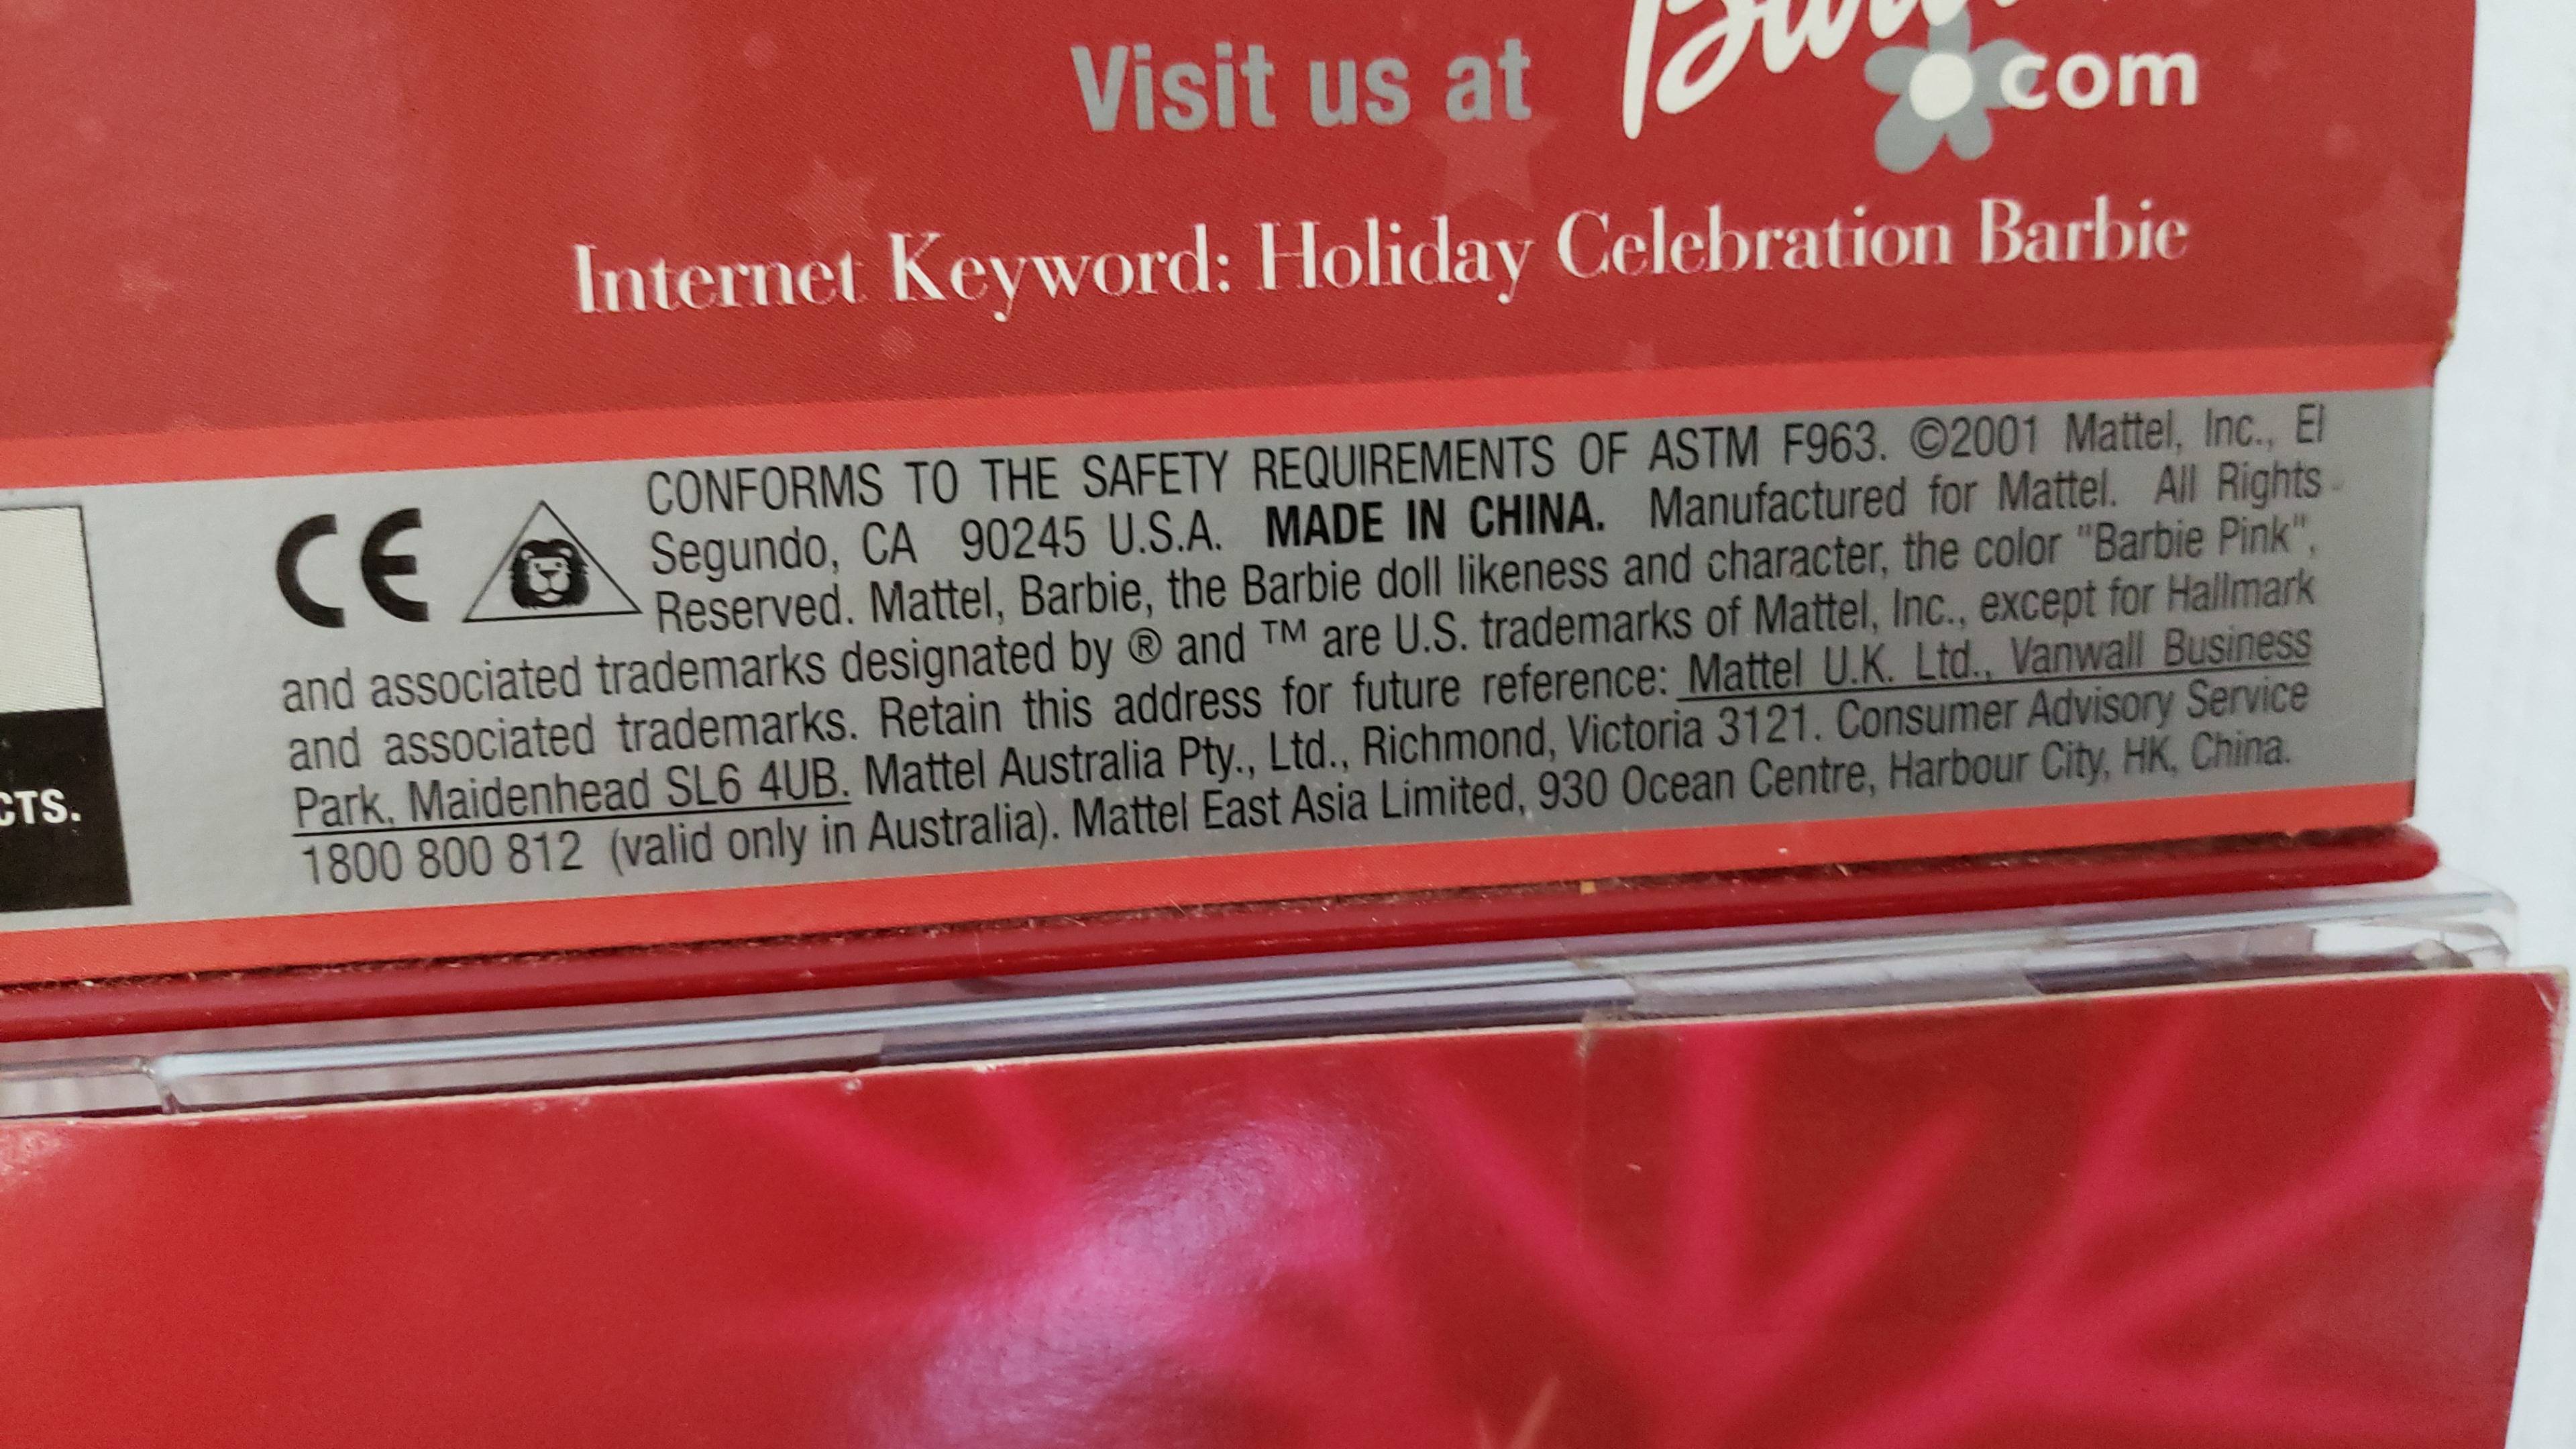 Visit us at Barbie.com
Internet Keyword: Holiday Celebration Barbie
CONFORMS TO THE SAFETY REQUIREMENTS OF ASTM F963. ©2001 Mattel, Inc., El
Segundo, CA 90245 U.S.A. MADE IN CHINA. Manufactured for Mattel. All Rights
Reserved. Mattel, Barbie, the Barbie doll likeness and character, the color "Barbie Pink",
and associated trademarks designated by ® and ™ are U.S. trademarks of Mattel, Inc., except for Hallmark
and associated trademarks. Retain this address for future reference: Mattel U.K. Ltd., Vanwall Business
Park, Maidenhead SL6 4UB. Mattel Australia Pty., Ltd., Richmond, Victoria 3121. Consumer Advisory Service
1800 800 812 (valid only in Australia). Mattel East Asia Limited, 930 Ocean Centre, Harbour City, HK, China.
CE